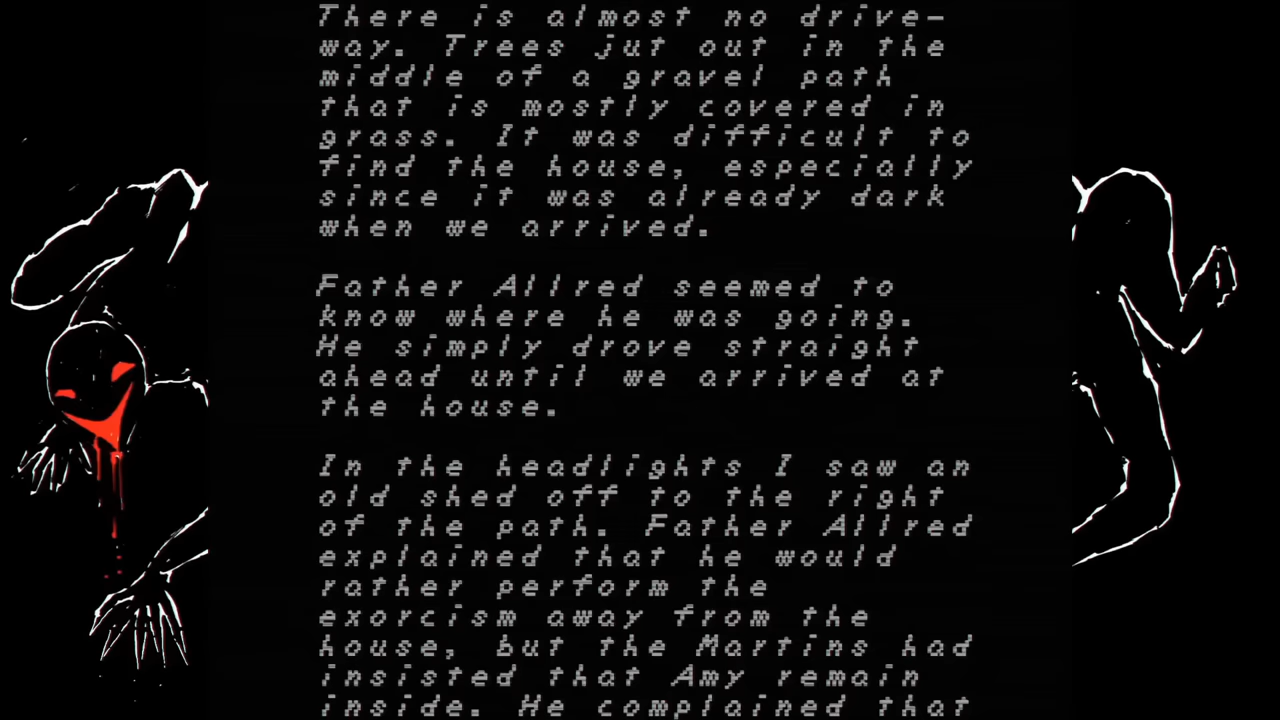 There is almost no drive-
way. Trees jut out in the
middle of a gravel path
that is mostly covered in
grass. It was difficult to
find the house, especially
since it was already dark
when we arrived.
Father Allred seemed to
know where he was going.
He simply drove straight
ahead until we arrived at
the house.
In the headlights I saw an
old shed off to the right
of the path. Father Allred
explained that he would
rather perform the
exorcism away from the
house, but the Martins had
insisted that Amy remain
inside. He complained that